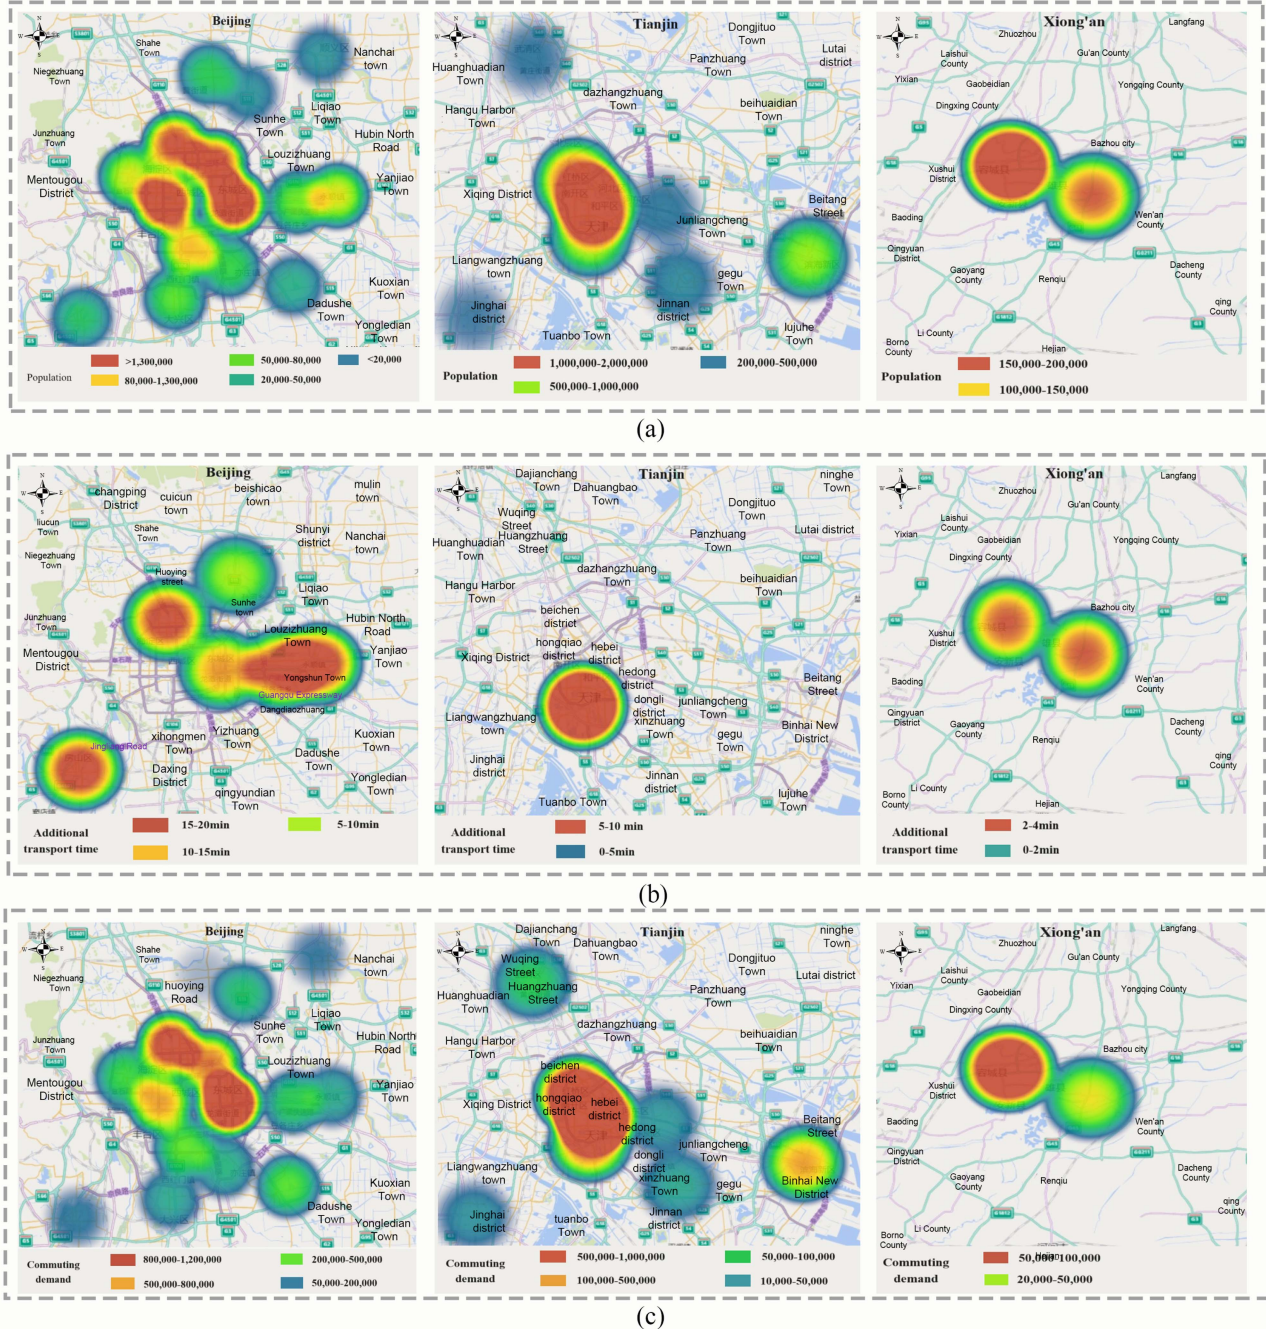 Beijing
Shahe
Town
Nanchai
town
Niegezhuang
Town
Liqiao
Town
Sunhe
Town
Junzhuang
Town
Hubin North
Road
Louzizhuang
Town
Mentougou
District
Yanjiao
Town
Kuoxian
Town
Dadushe
Town
Yongledian
Town
Population
>1,300,000
80,000-1,300,000
50,000-80,000
20,000-50,000
<20,000
Tianjin
Dongjituo
Town
Lutai
district
Huanghuadian
Town
Panzhuang
Town
dazhangzhuang
Town
beihuaidian
Town
Hangu Harbor
Town
Xiqing District
Beitang
Street
Junliangcheng
Town
Liangwangzhuang
town
gegu
Town
Jinghai
district
Jinnan
district
Tuanbo Town
lujuhe
Town
Population
1,000,000-2,000,000
500,000-1,000,000
200,000-500,000
Xiong'an
Langfang
Zhuozhou
Laishui
County
Gu'an County
Yixian
Gaobeidian
Yongqing County
Dingxing County
Bazhou city
Xushui
District
Baoding
Wen'an
County
Qingyuan
District
Gaoyang
County
Renqiu
Dacheng
County
qing
County
Li County
Borno
County
Hejian
Population
150,000-200,000
100,000-150,000
(a)
Beijing
changping
District
cuicun
town
beishicao
town
mulin
town
liucun
Town
Shahe
Town
Shunyi
district
Nanchai
town
Niegezhuang
Town
Huoying
street
Liqiao
Town
Sunhe
town
Junzhuang
Town
Hubin North
Road
Louzizhuang
Town
Mentougou
District
Yanjiao
Town
Yongshun Town
Guangqu Expressway
Dangdiaozhuang
Jingliang Road
xihongmen
Town
Yizhuang
Town
Kuoxian
Town
Dadushe
Town
Daxing
District
qingyundian
Town
Yongledian
Town
Additional
transport time
15-20min
10-15min
5-10min
Tianjin
Dajianchang
Town
Dahuangbao
Town
ninghe
Town
Wuqing
Street
Huangzhuang
Street
Dongjituo
Town
Lutai district
Huanghuadian
Town
Panzhuang
Town
dazhangzhuang
Town
beihuaidian
Town
Hangu Harbor
Town
beichen
district
hongqiao
district
hebei
district
Xiqing District
hedong
district
dongli
district
junliangcheng
Town
Beitang
Street
Liangwangzhuang
town
xinzhuang
Town
gegu
Town
Binhai New
District
Jinghai
district
Jinnan
district
Tuanbo Town
lujuhe
Town
Additional
transport time
5-10 min
0-5min
Xiong'an
Langfang
Zhuozhou
Laishui
County
Gu'an County
Yixian
Gaobeidian
Yongqing County
Dingxing County
Bazhou city
Xushui
District
Baoding
Wen'an
County
Qingyuan
District
Gaoyang
County
Renqiu
Dacheng
County
qing
County
Li County
Borno
County
Hejian
Additional
transport time
2-4min
0-2min
(b)
Beijing
Shahe
Town
Nanchai
town
Niegezhuang
Town
huoying
Road
Liqiao
Town
Sunhe
Town
Junzhuang
Town
Hubin North
Road
Louzizhuang
Town
Mentougou
District
Yanjiao
Town
Kuoxian
Town
Dadushe
Town
Yongledian
Town
Commuting
demand
800,000-1,200,000
500,000-800,000
200,000-500,000
50,000-200,000
Tianjin
Dajianchang
Town
Dahuangbao
Town
ninghe
Town
Wuqing
Street
Huangzhuang
Street
Dongjituo
Town
Lutai district
Huanghuadian
Town
Panzhuang
Town
dazhangzhuang
Town
beihuaidian
Town
Hangu Harbor
Town
beichen
district
hongqiao
district
hebei
district
Xiqing District
hedong
district
dongli
district
junliangcheng
Town
Beitang
Street
Liangwangzhuang
town
xinzhuang
Town
gegu
Town
Binhai New
District
Jinghai
district
tuanbo
Town
Jinnan
district
lujuhe
Town
Commuting
demand
500,000-1,000,000
100,000-500,000
50,000-100,000
10,000-50,000
Xiong'an
Langfang
Zhuozhou
Laishui
County
Gu'an County
Yixian
Gaobeidian
Yongqing County
Dingxing County
Bazhou city
Xushui
District
Baoding
Wen'an
County
Qingyuan
District
Gaoyang
County
Renqiu
Dacheng
County
qing
County
Li County
Borno
County
Hejian
Commuting
demand
50,000-100,000
20,000-50,000
(c)